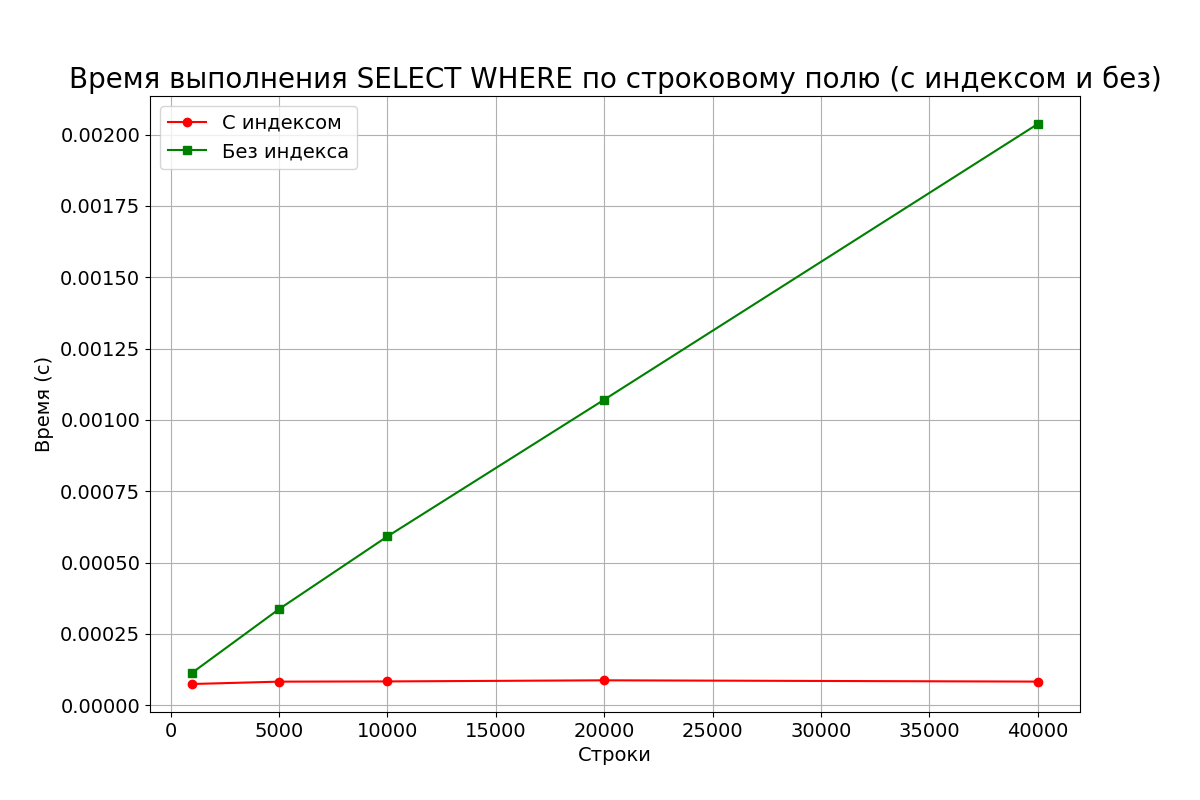 Время выполнения SELECT WHERE по строковому полю (с индексом и без)
С индексом
Без индекса
0.00200
0.00175
0.00150
0.00125
0.00100
0.00075
0.00050
0.00025
0.00000
Время (с)
0 5000 10000 15000 20000 25000 30000 35000 40000
Строки